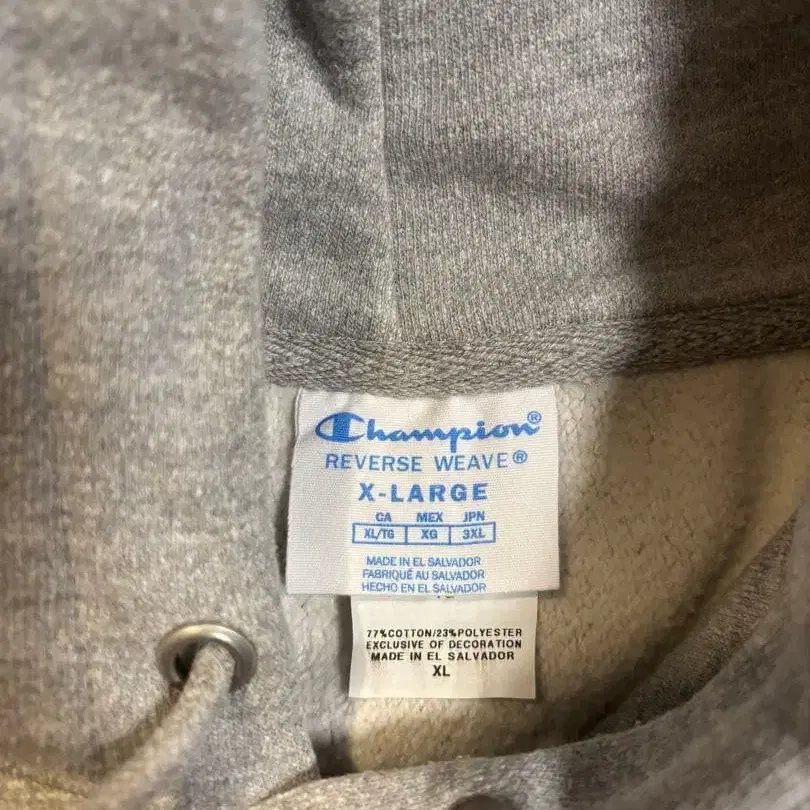 Champion®
REVERSE WEAVE®
X-LARGE
CA MEX JPN
XL/TG XG 3XL
MADE IN EL SALVADOR
FABRIQUÉ AU SALVADOR
HECHO EN EL SALVADOR
77%COTTON/23%POLYESTER
EXCLUSIVE OF DECORATION
MADE IN EL SALVADOR
XL